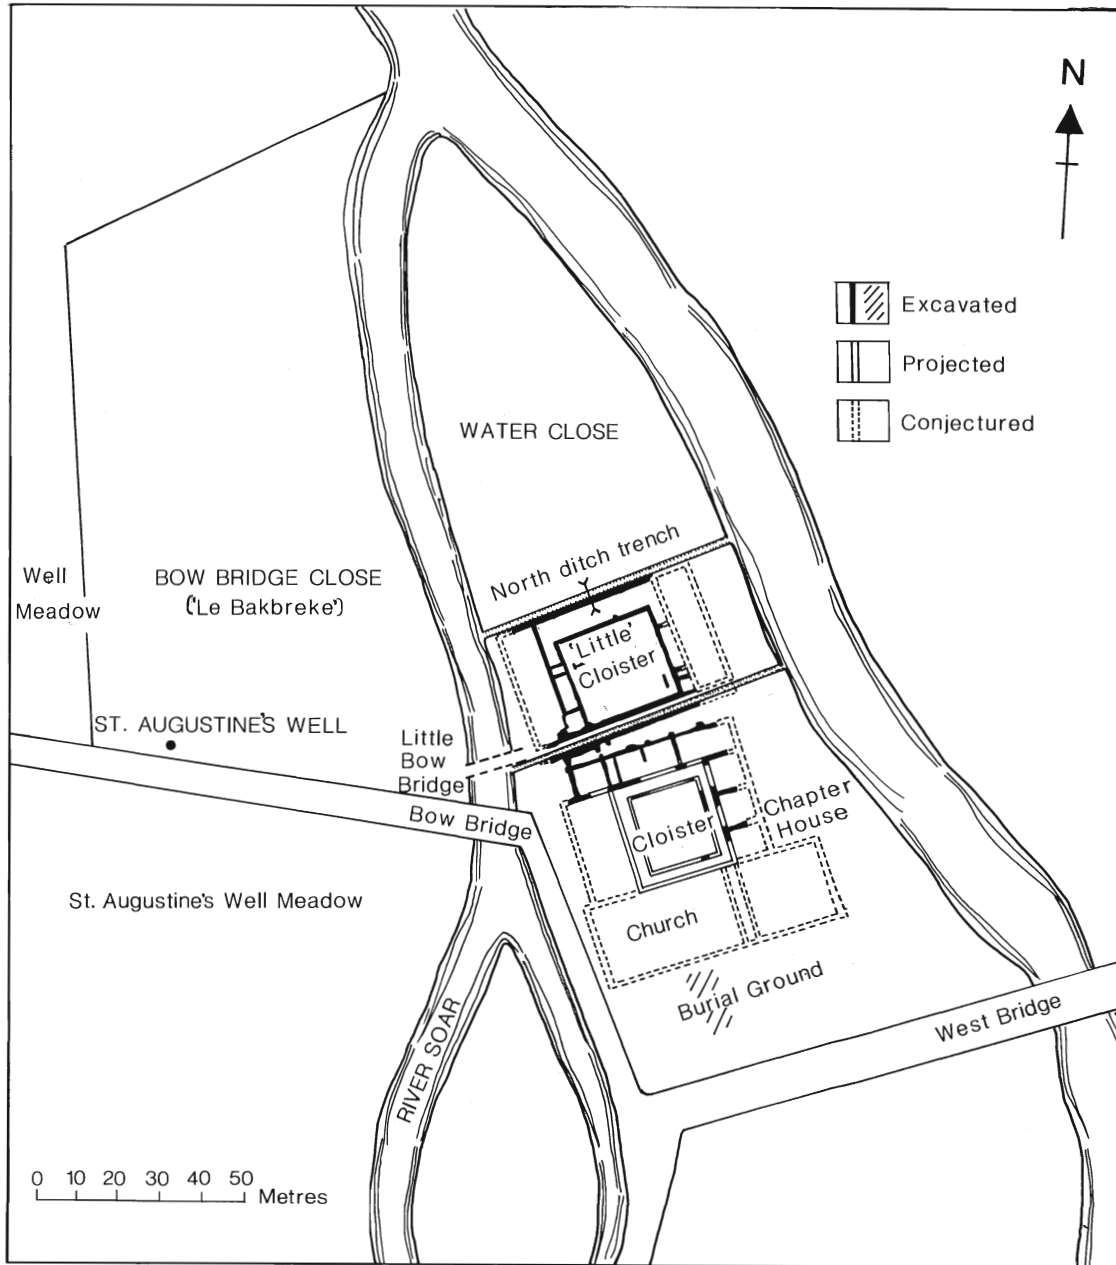 N
Excavated
Projected
Conjectured
WATER CLOSE
North ditch trench
Well
Meadow
BOW BRIDGE CLOSE
('Le Bakbreke')
'Little'
Cloister
ST. AUGUSTINE'S WELL
Little
Bow
Bridge
Bow Bridge
Cloister
Chapter
House
St. Augustine's Well Meadow
Church
Burial Ground
West Bridge
RIVER SOAR
0 10 20 30 40 50
Metres